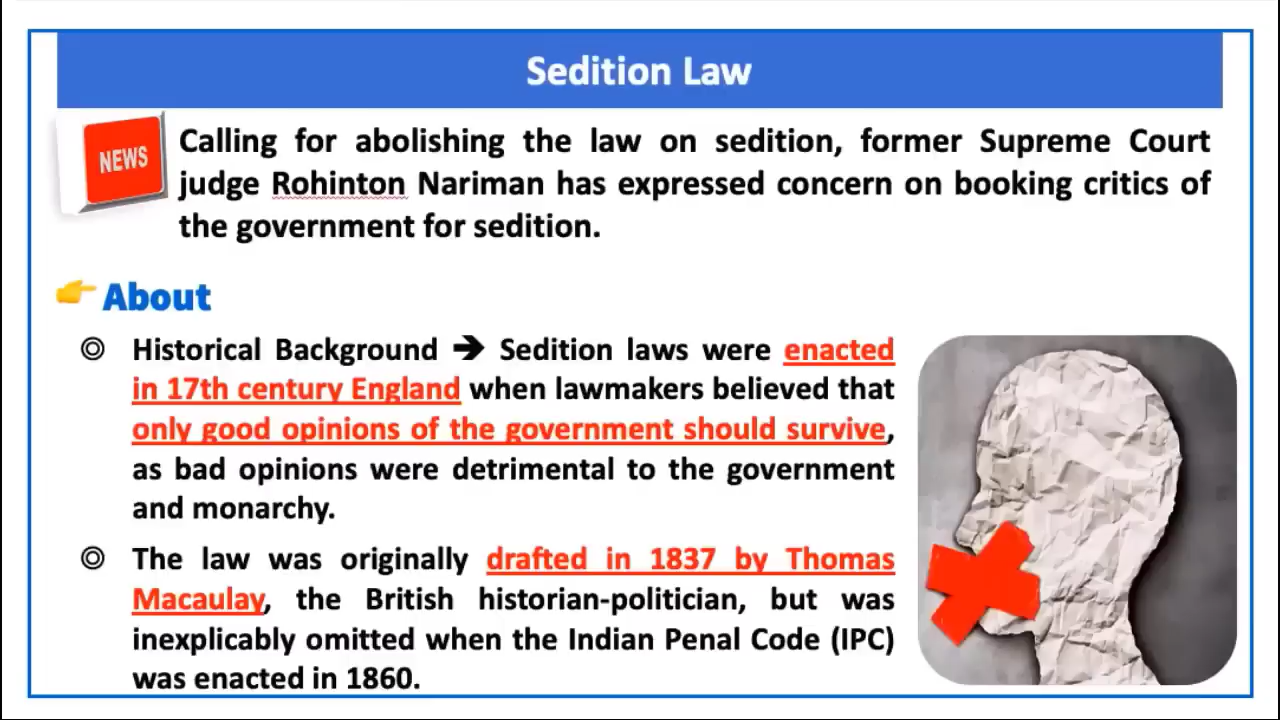 Sedition Law
NEWS
Calling for abolishing the law on sedition, former Supreme Court
judge Rohinton Nariman has expressed concern on booking critics of
the government for sedition.
👉 About
◎ Historical Background ➔ Sedition laws were enacted
in 17th century England when lawmakers believed that
only good opinions of the government should survive,
as bad opinions were detrimental to the government
and monarchy.
◎ The law was originally drafted in 1837 by Thomas
Macaulay, the British historian-politician, but was
inexplicably omitted when the Indian Penal Code (IPC)
was enacted in 1860.